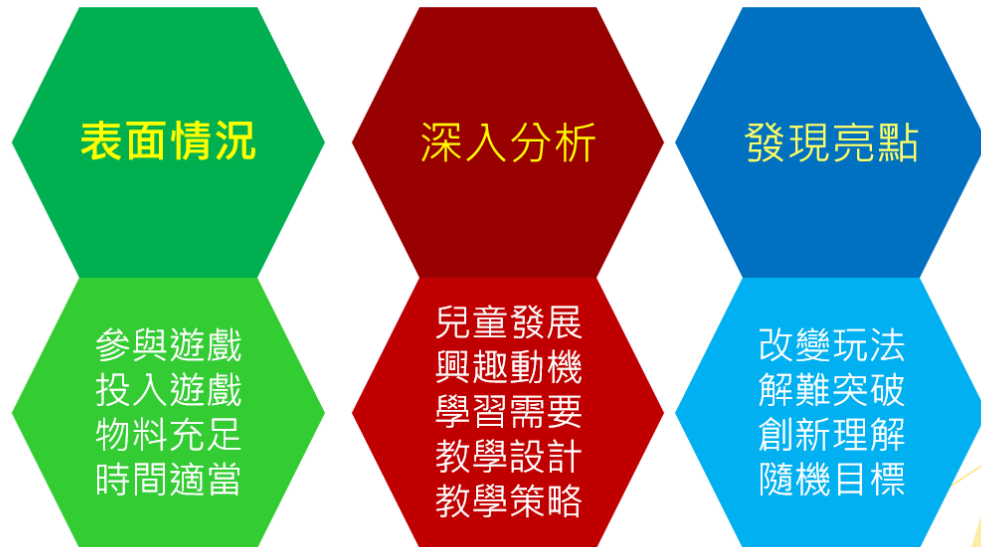 表面情況
參與遊戲
投入遊戲
物料充足
時間適當
深入分析
兒童發展
興趣動機
學習需要
教學設計
教學策略
發現亮點
改變玩法
解難突破
創新理解
隨機目標